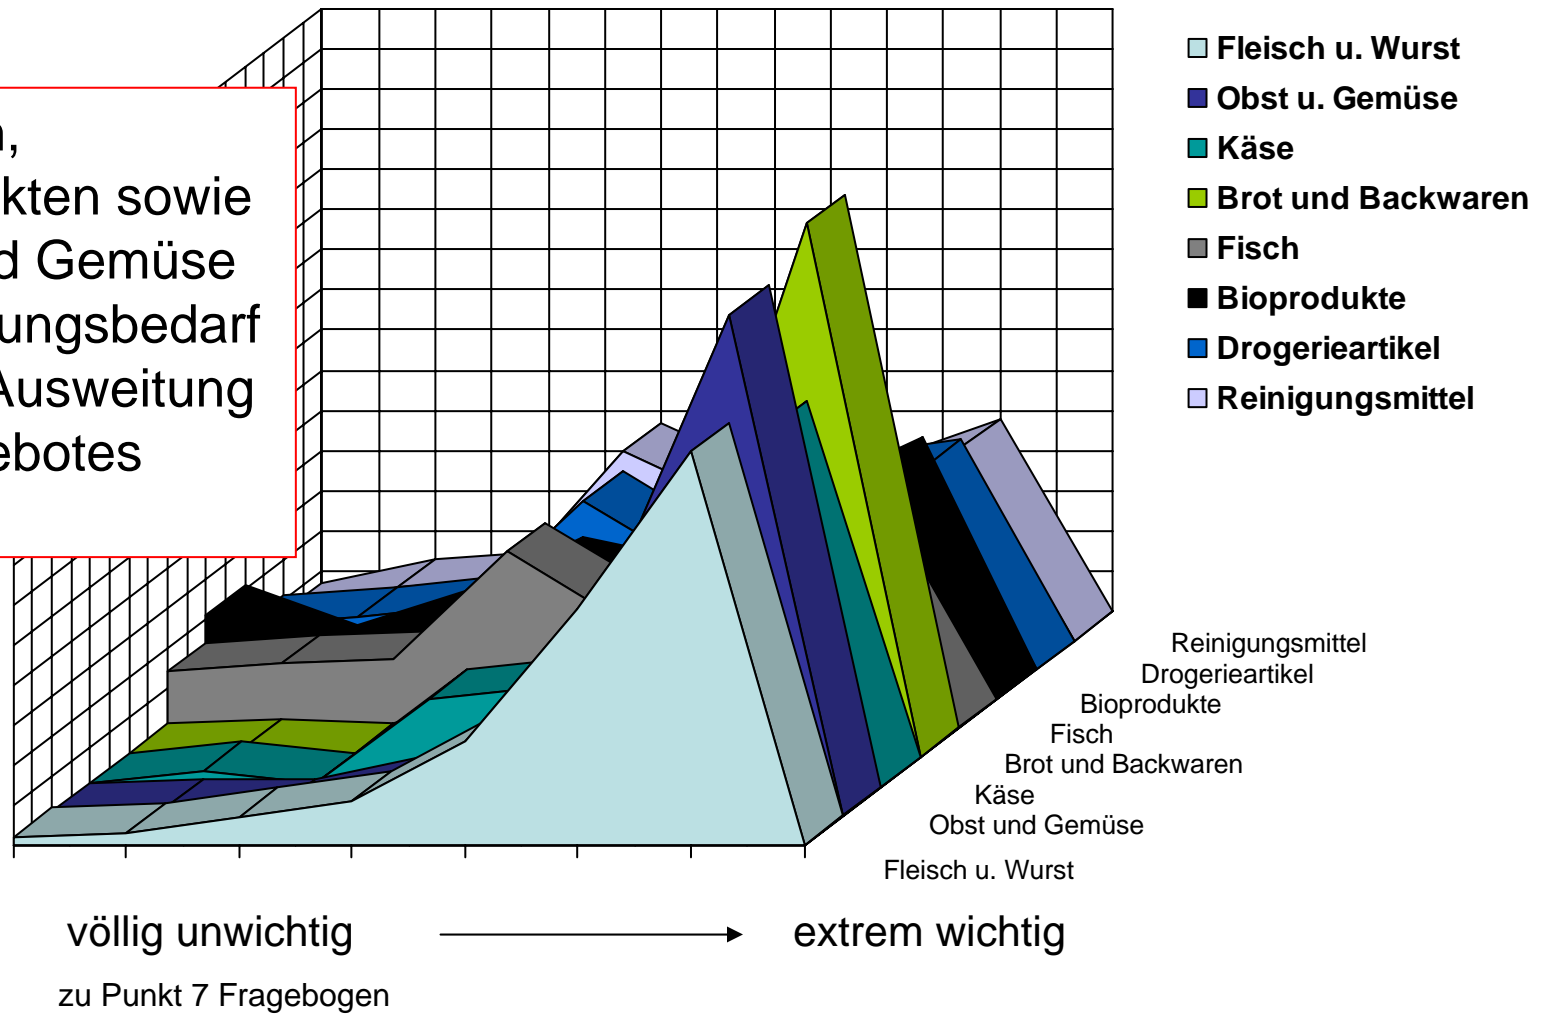 n,
kten sowie
d Gemüse
ungsbedarf
Ausweitung
ebotes
Fleisch u. Wurst
Obst u. Gemüse
Käse
Brot und Backwaren
Fisch
Bioprodukte
Drogerieartikel
Reinigungsmittel
Reinigungsmittel
Drogerieartikel
Bioprodukte
Fisch
Brot und Backwaren
Käse
Obst und Gemüse
Fleisch u. Wurst
völlig unwichtig
extrem wichtig
zu Punkt 7 Fragebogen